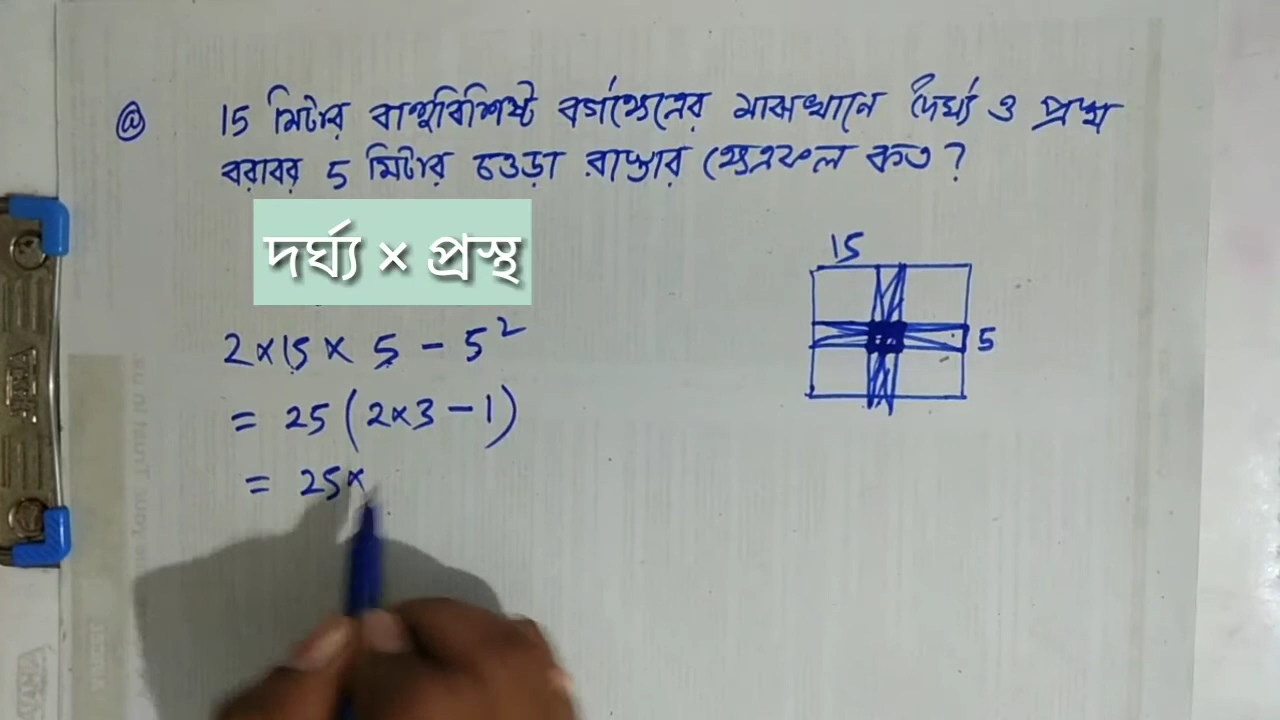 @ 15 মিটার বাহুবিশিষ্ট বর্গক্ষেত্রের মাঝখানে দৈর্ঘ্য ও প্রস্থ
বরাবর 5 মিটার চওড়া রাস্তার ক্ষেত্রফল কত?
দর্ঘ্য × প্রস্থ
15
2×15 × 5 - 5²
5
= 25 (2×3 - 1)
= 25×